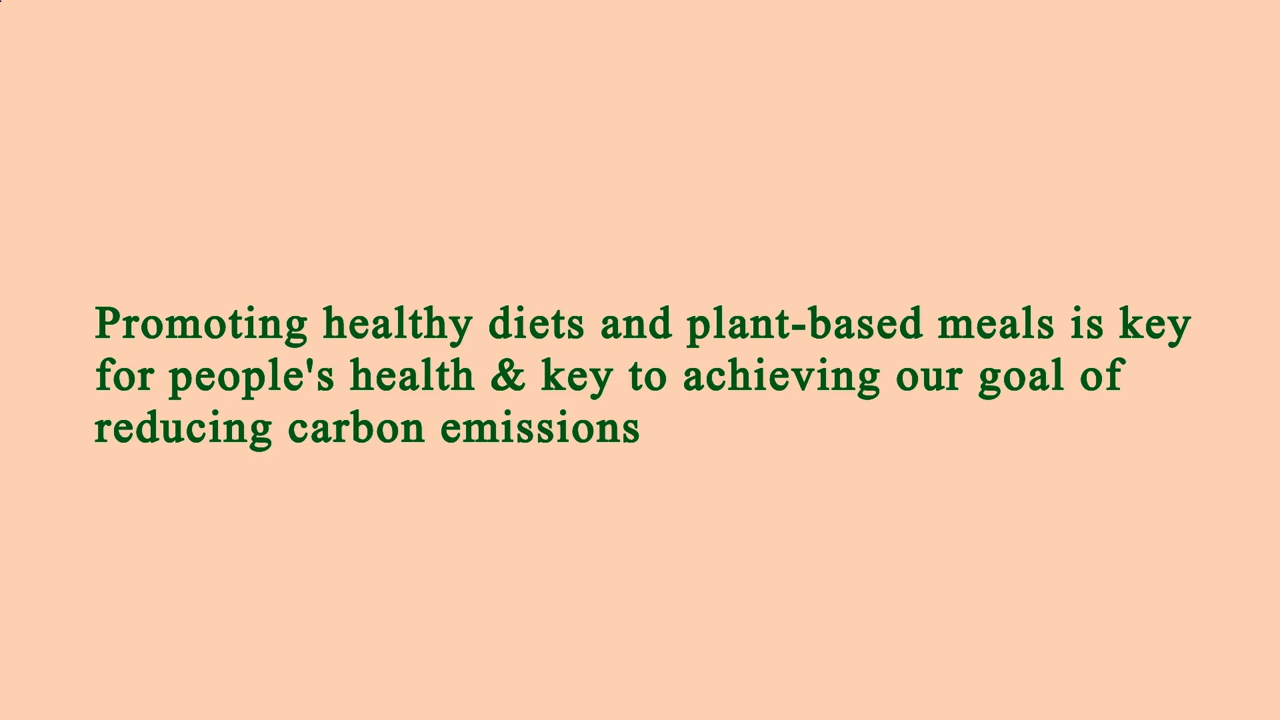 Promoting healthy diets and plant-based meals is key
for people's health & key to achieving our goal of
reducing carbon emissions